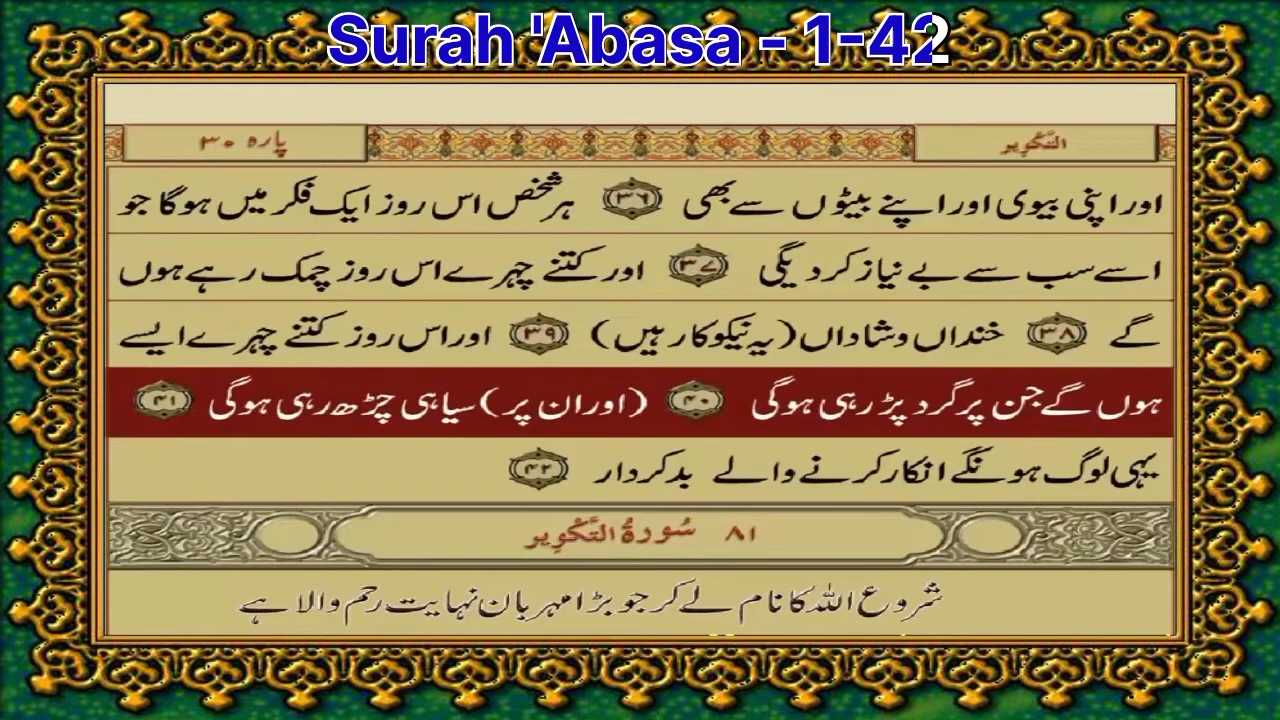 Surah 'Abasa - 1-42
التَّكْوِير پارہ ۳۰
اور اپنی بیوی اور اپنے بیٹوں سے بھی ۳۶ ہر شخص اس روز ایک فکر میں ہوگا جو
اسے سب سے بے نیاز کر دیگی ۳۷ اور کتنے چہرے اس روز چمک رہے ہوں
گے ۳۸ خنداں و شاداں (یہ نیکوکار ہیں) ۳۹ اور اس روز کتنے چہرے ایسے
ہوں گے جن پر گرد پڑ رہی ہوگی ۴۰ (اور ان پر) سیاہی چڑھ رہی ہوگی ۴۱
یہی لوگ ہونگے انکار کرنے والے بدکردار ۴۲
۸۱ سُورۃُ التَّکْوِیر
شروع اللہ کا نام لے کر جو بڑا مہربان نہایت رحم والا ہے